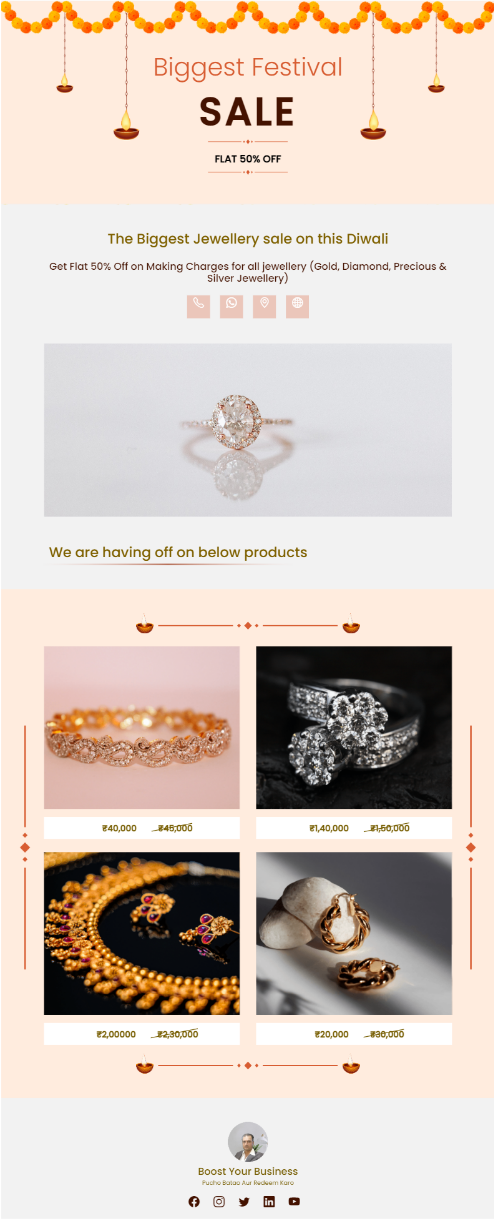 Biggest Festival
SALE
FLAT 50% OFF
The Biggest Jewellery sale on this Diwali
Get Flat 50% Off on Making Charges for all jewellery (Gold, Diamond, Precious &
Silver Jewellery)
We are having off on below products
₹40,000 ₹45,000
₹1,40,000 ₹1,50,000
₹2,00000 ₹2,30,000
₹20,000 ₹30,000
Boost Your Business
Pucho Batao Aur Redeem Karo